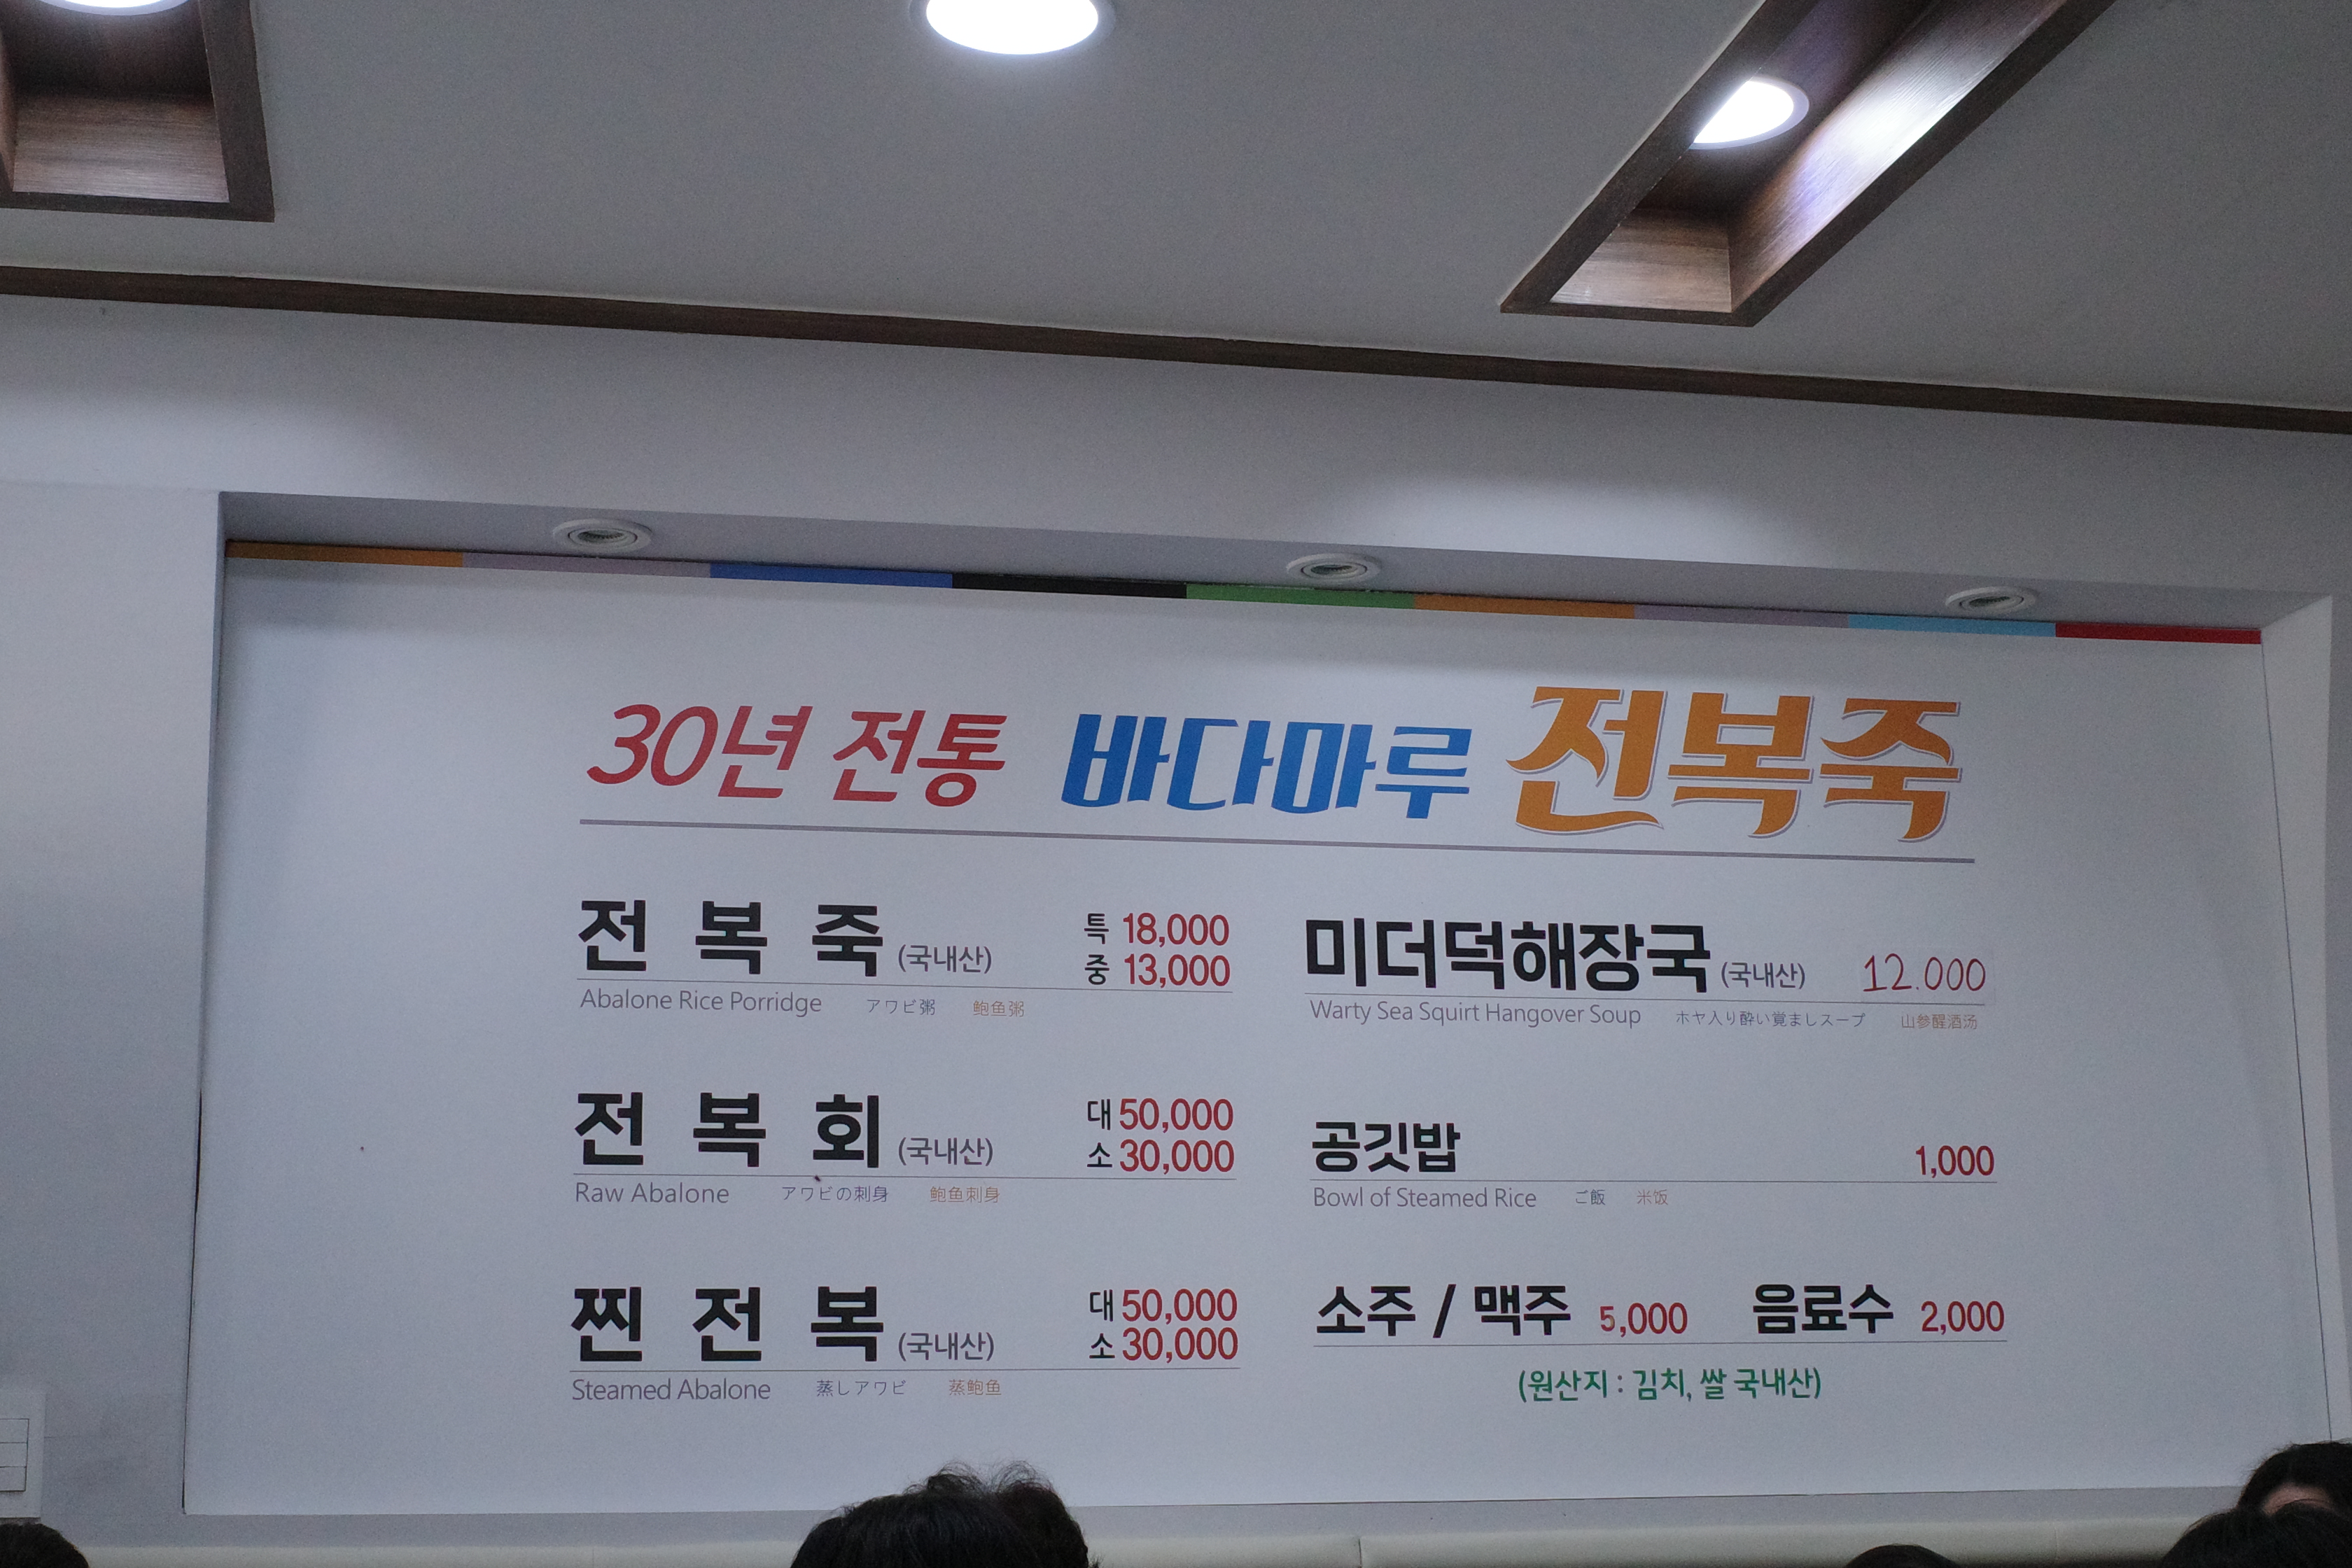 30년 전통 바다마루 전복죽
전 복 죽 (국내산) 특 18,000
중 13,000
Abalone Rice Porridge アワビ粥 鲍鱼粥
전 복 회 (국내산) 대 50,000
소 30,000
Raw Abalone アワビの刺身 鲍鱼刺身
찐 전 복 (국내산) 대 50,000
소 30,000
Steamed Abalone 蒸しアワビ 蒸鲍鱼
미더덕해장국 (국내산) 12.000
Warty Sea Squirt Hangover Soup ホヤ入り酔い覚ましスープ 山参醒酒汤
공깃밥 1,000
Bowl of Steamed Rice ご飯 米饭
소주 / 맥주 5,000 음료수 2,000
(원산지 : 김치, 쌀 국내산)